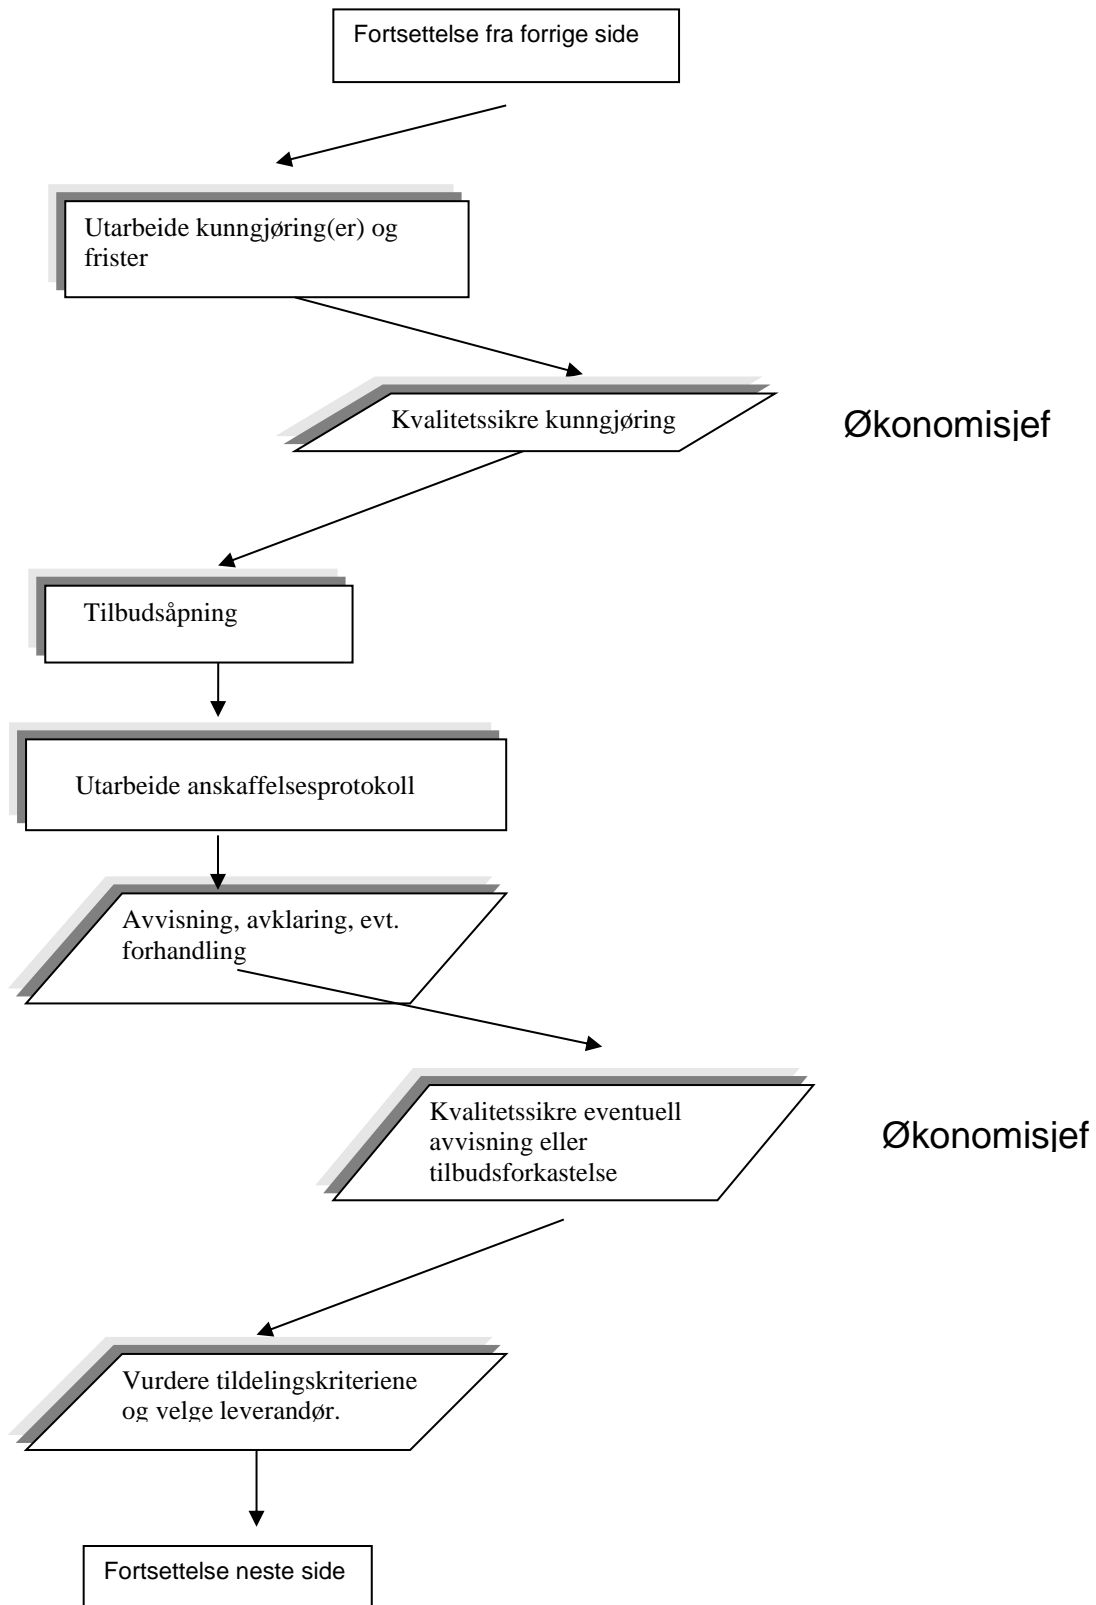 Fortsettelse fra forrige side
Utarbeide kunngjøring(er) og
frister
Kvalitetssikre kunngjøring
Økonomisjef
Tilbudsåpning
Utarbeide anskaffelsesprotokoll
Avvisning, avklaring, evt.
forhandling
Kvalitetssikre eventuell
avvisning eller
tilbudsforkastelse
Økonomisjef
Vurdere tildelingskriteriene
og velge leverandør.
Fortsettelse neste side